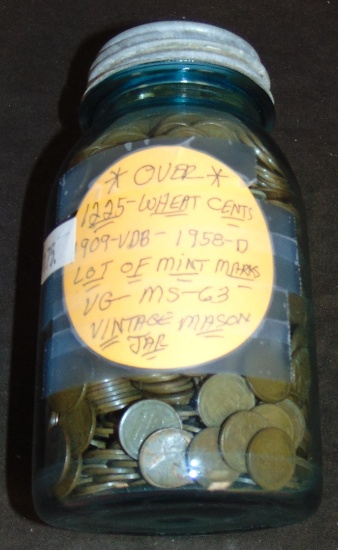 * OVER *
1225-WHEAT CENTS
909-VDB- 1958-D
LOT OF MINT MARKS
VG- MS-63
VINTAGE MASON
JAR